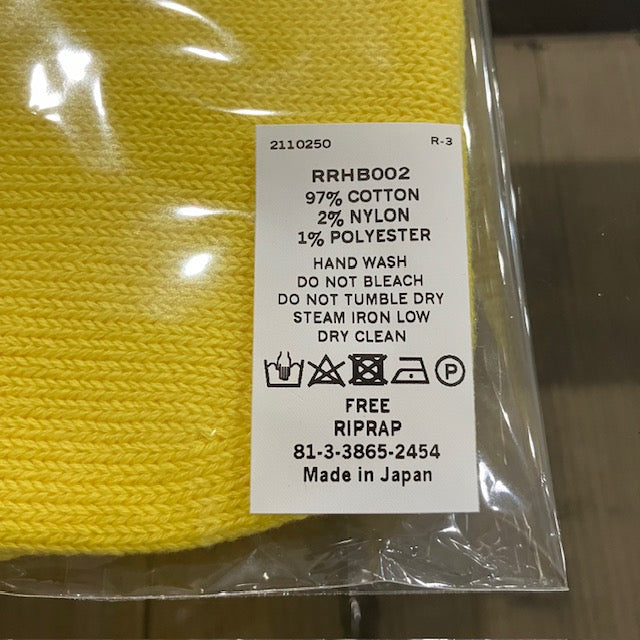 2110250 R-3
RRHB002
97% COTTON
2% NYLON
1% POLYESTER
HAND WASH
DO NOT BLEACH
DO NOT TUMBLE DRY
STEAM IRON LOW
DRY CLEAN
P
FREE
RIPRAP
81-3-3865-2454
Made in Japan